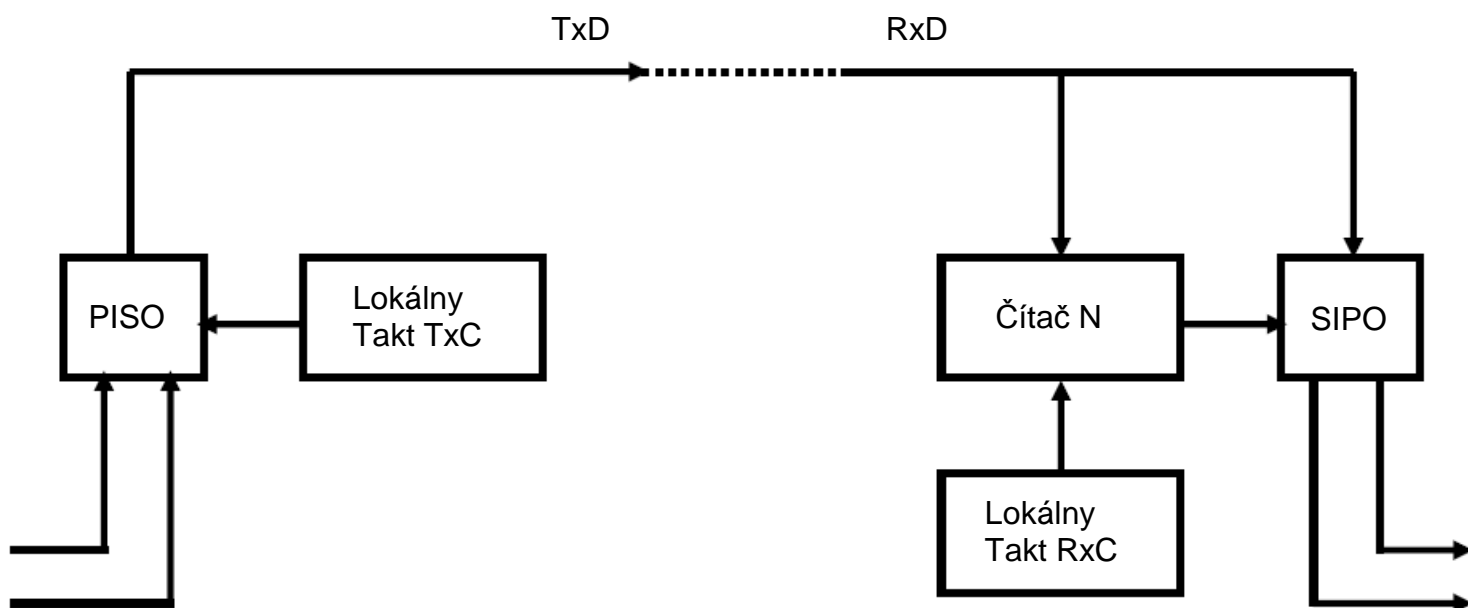 TxD
RxD
PISO
Lokálny
Takt TxC
Čítač N
SIPO
Lokálny
Takt RxC